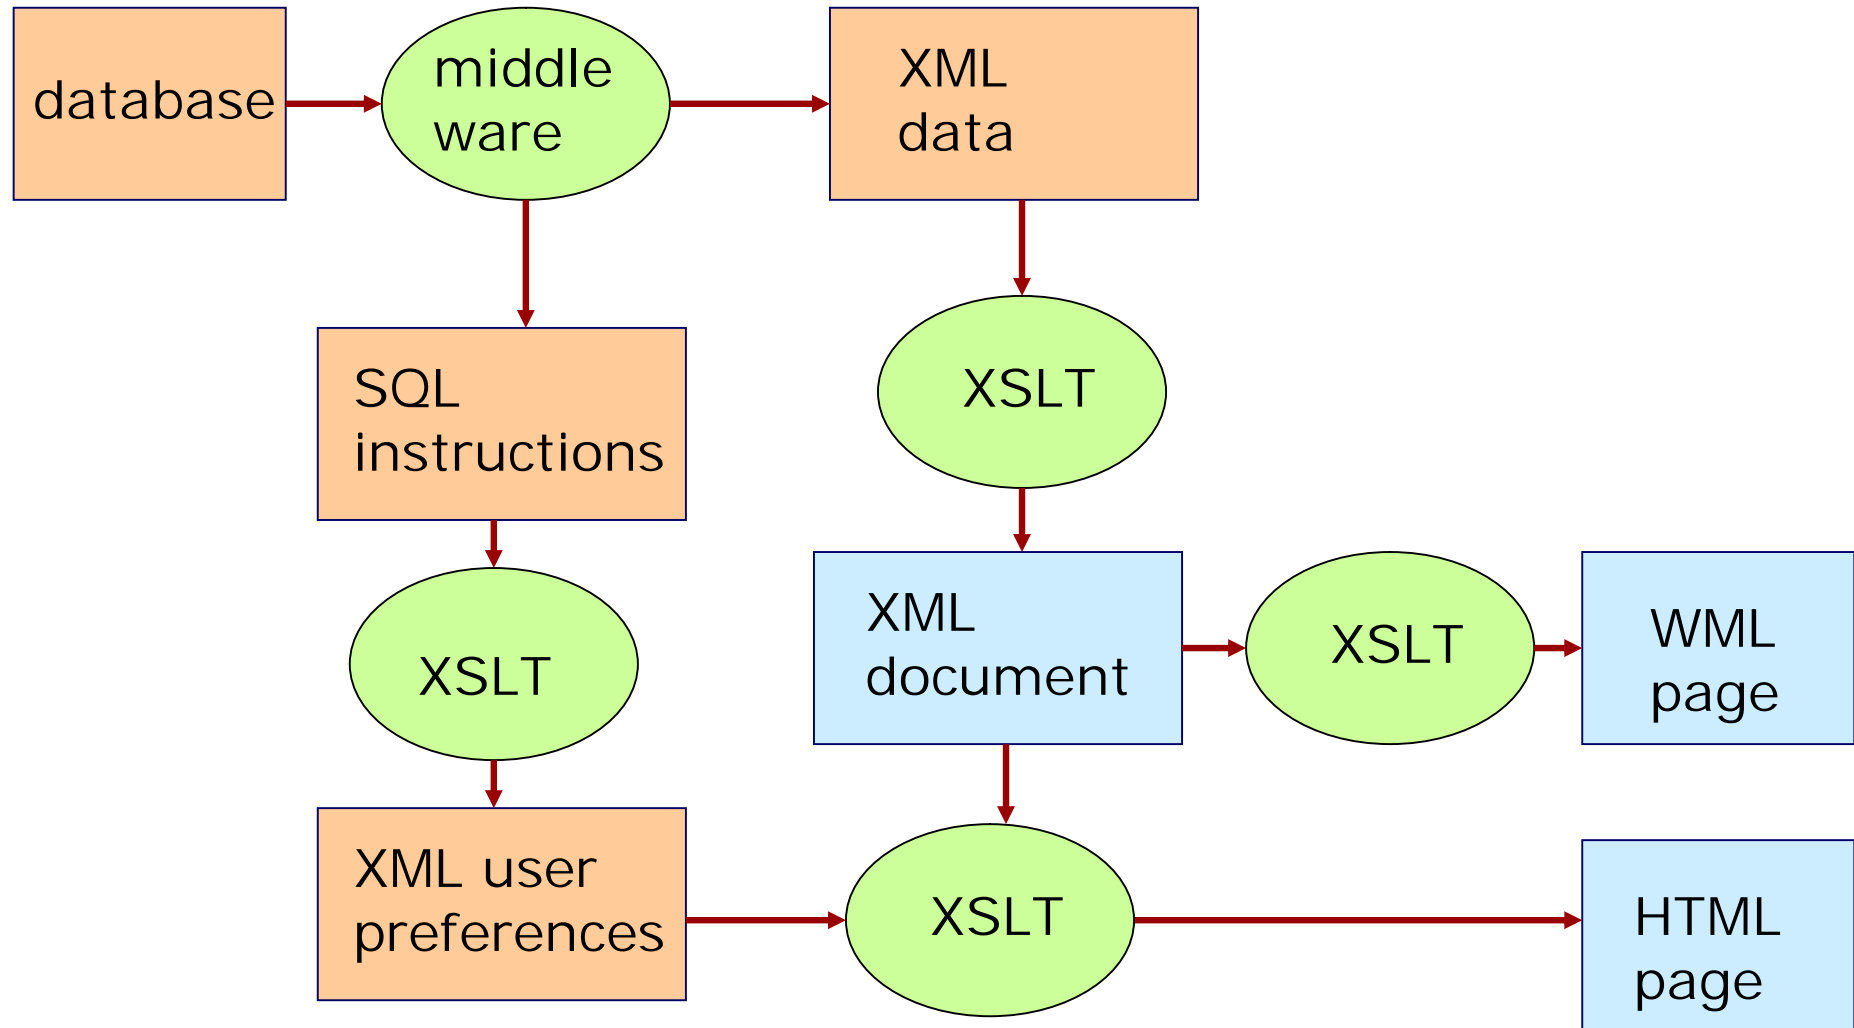 database
middle
ware
XML
data
SQL
instructions
XSLT
XSLT
XML
document
XSLT
WML
page
XML user
preferences
XSLT
HTML
page